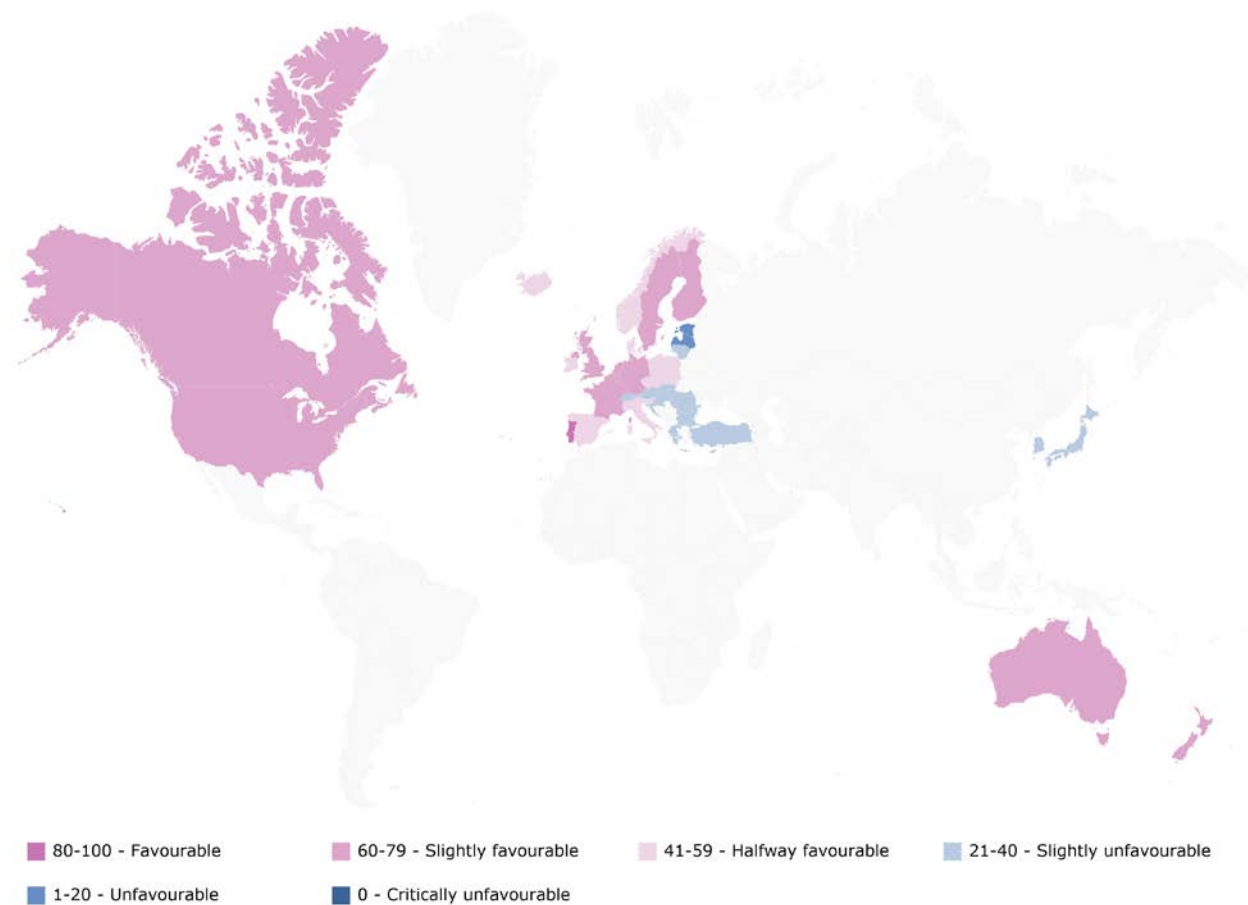 80-100 - Favourable
60-79 - Slightly favourable
41-59 - Halfway favourable
21-40 - Slightly unfavourable
1-20 - Unfavourable
0 - Critically unfavourable